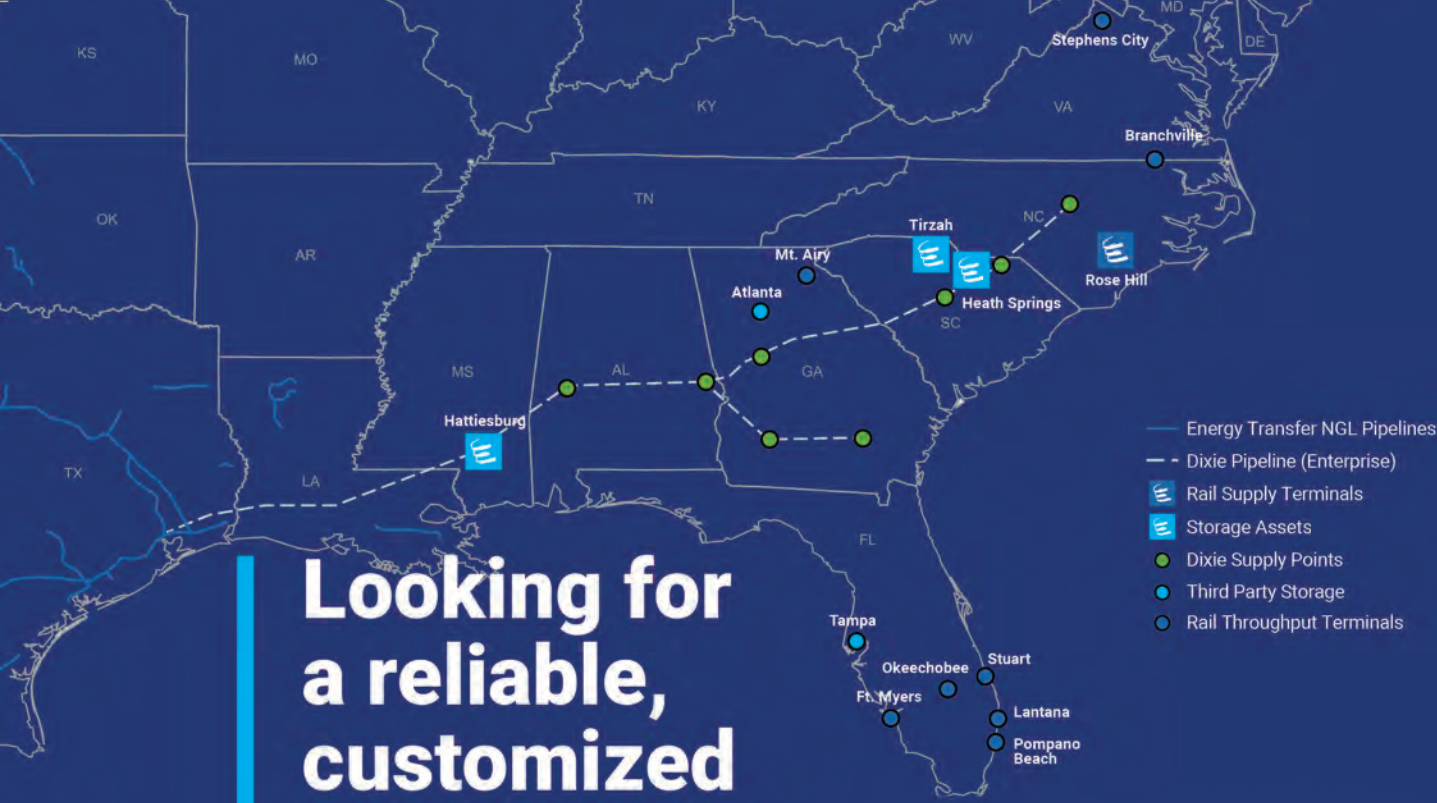 MD
KS
MO
WV
Stephens City
DE
KY
VA
Branchville
OK
TN
NC
AR
Tirzah
Mt. Airy
Rose Hill
Atlanta
Heath Springs
SC
MS
AL
GA
Hattiesburg
TX
LA
Energy Transfer NGL Pipelines
Dixie Pipeline (Enterprise)
Rail Supply Terminals
Storage Assets
Dixie Supply Points
Third Party Storage
Rail Throughput Terminals
FL
Tampa
Okeechobee
Stuart
Ft. Myers
Lantana
Pompano
Beach
Looking for
a reliable,
customized